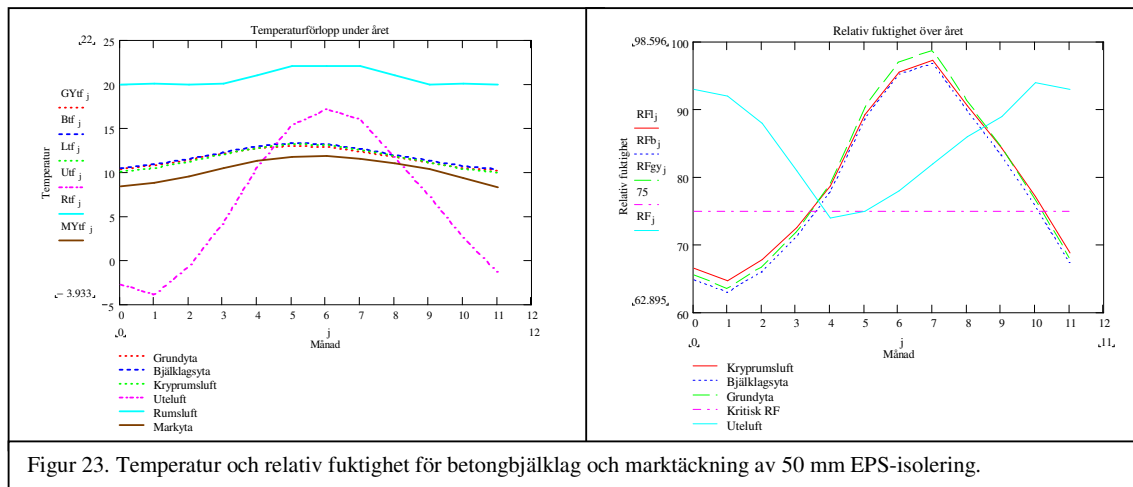 Temperaturförlopp under året
22
25
20
15
10
5
0
−5
− 3.933
GYtf j
Btf j
Ltf j
Utf j
Rtf j
MYtf j
Temperatur
0 1 2 3 4 5 6 7 8 9 10 11 12
0 j 12
Månad
Grundyta
Bjälklagsyta
Kryprumsluft
Uteluft
Rumsluft
Markyta
Relativ fuktighet över året
98.596
100
90
80
70
60
62.895
RFl j
RFb j
RFgy j
75
RF j
Relativ fuktighet
0 1 2 3 4 5 6 7 8 9 10 11 12
0 j 11
Månad
Kryprumsluft
Bjälklagsyta
Grundyta
Kritisk RF
Uteluft
Figur 23. Temperatur och relativ fuktighet för betongbjälklag och marktäckning av 50 mm EPS-isolering.